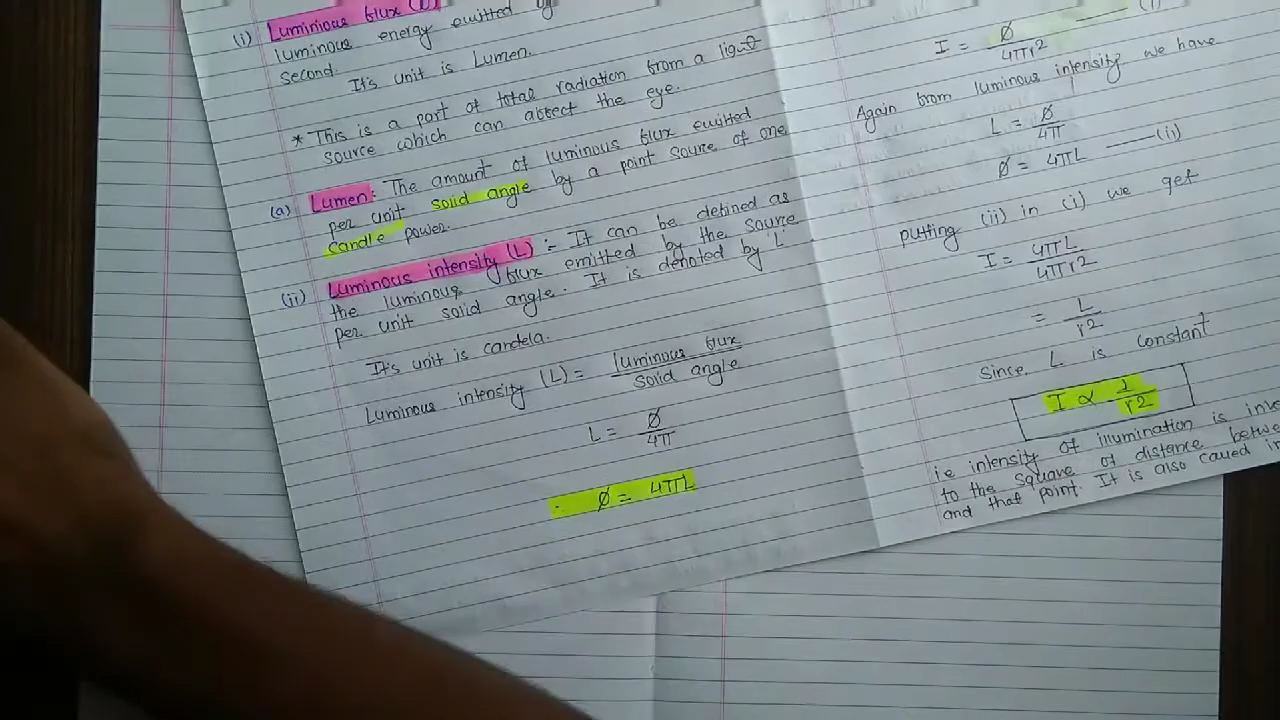 (i) Luminious flux (L)
luminous energy emitted by
second.
It's unit is Lumen.
* This is a part of total radiation from a light
source which can affect the eye.
(a) Lumen: The amount of luminous flux emitted
per unit solid angle by a point source of one
candle power.
(ii) Luminous intensity (L) :- It can be defined as
the luminous flux emitted by the source
per unit solid angle. It is denoted by 'L'.
It's unit is candela.
Luminous intensity (L) = luminous flux
solid angle
L = Ø
4π
Ø = 4πL
(i)
I = Ø
4πr2
Again from luminous intensity we have
L = Ø
4π
Ø = 4πL ——(ii)
putting (ii) in (i) we get
I = 4πL
4πr2
= L
r2
Since, L is constant
I ∝ 1
r2
i.e intensity of illumination is
to the square of distance
and that point. It is also called